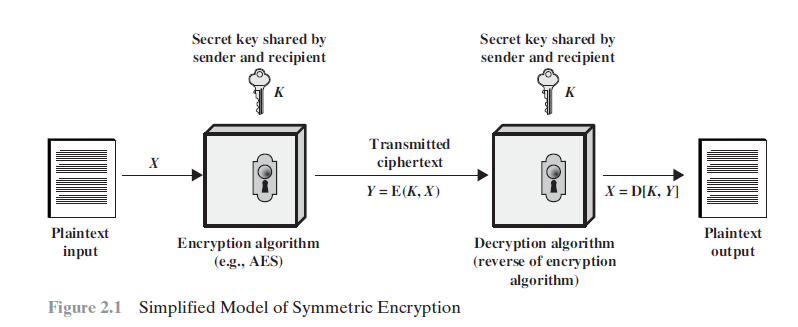 Secret key shared by
sender and recipient
K
Secret key shared by
sender and recipient
K
X
Transmitted
ciphertext
Y = E(K, X)
X = D[K, Y]
Plaintext
input
Encryption algorithm
(e.g., AES)
Decryption algorithm
(reverse of encryption
algorithm)
Plaintext
output
Figure 2.1 Simplified Model of Symmetric Encryption